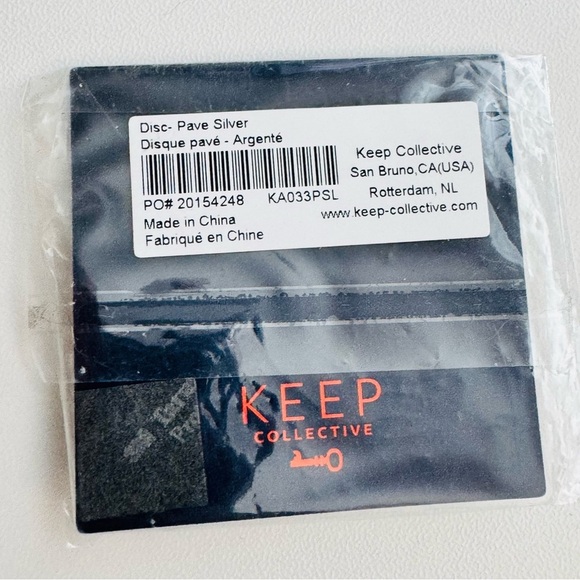 Disc- Pave Silver
Disque pavé - Argenté
PO# 20154248 KA033PSL
Made in China
Fabriqué en Chine
Keep Collective
San Bruno,CA(USA)
Rotterdam, NL
www.keep-collective.com
KEEP
COLLECTIVE